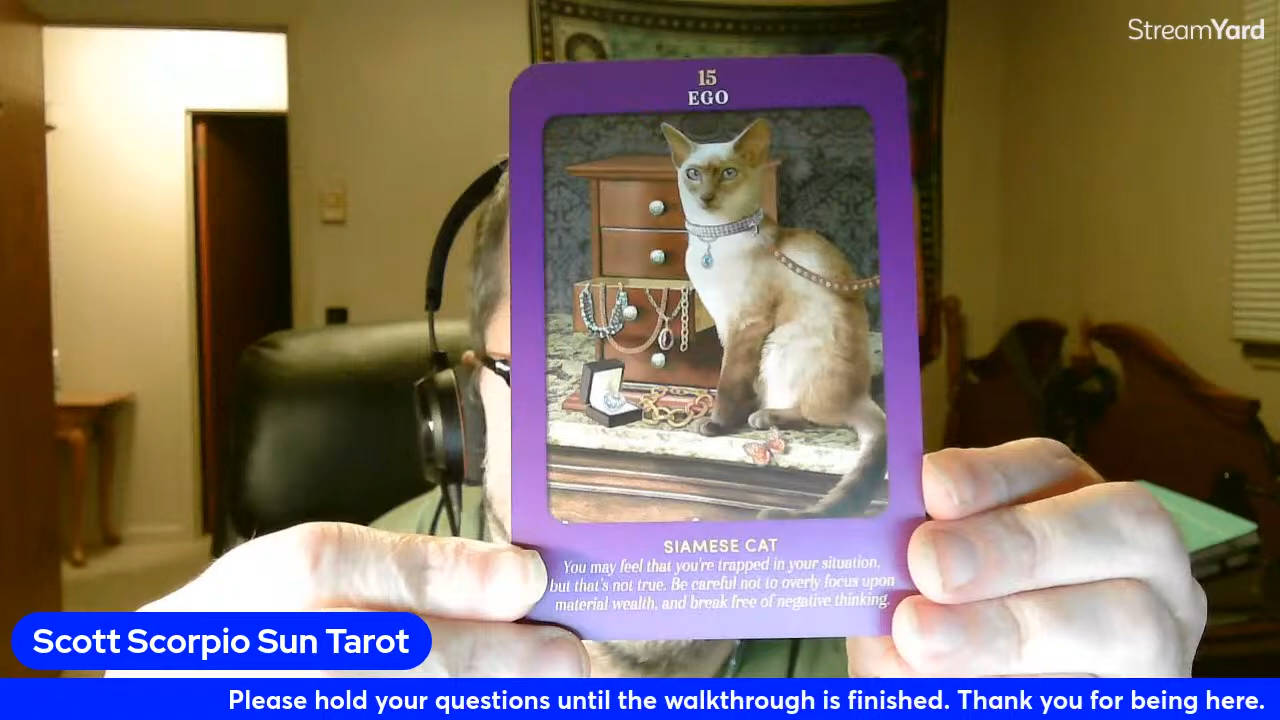 StreamYard
15
EGO
SIAMESE CAT
You may feel that you're trapped in your situation,
but that's not true. Be careful not to overly focus upon
material wealth, and break free of negative thinking.
Scott Scorpio Sun Tarot
Please hold your questions until the walkthrough is finished. Thank you for being here.